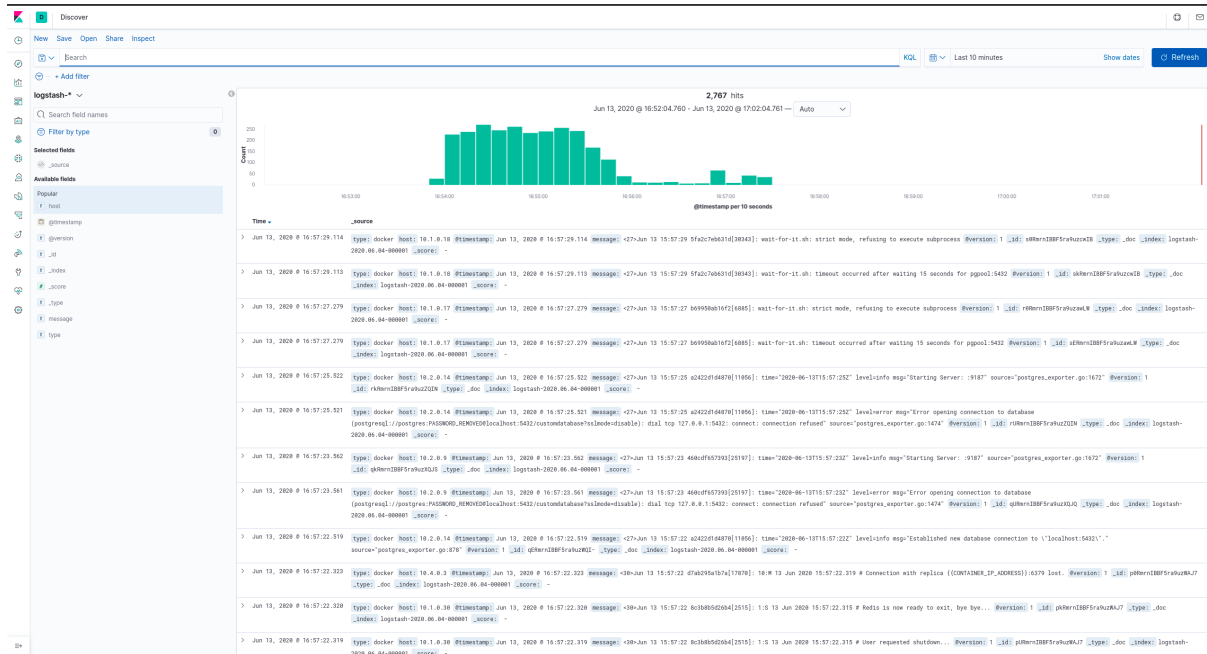 D Discover
New Save Open Share Inspect
Search KQL Last 10 minutes Show dates Refresh
+ Add filter
logstash-*
Search field names
Filter by type 0
Selected fields
_source
Available fields
Popular
t host
@timestamp
t @version
t _id
t _index
# _score
t _type
t message
t type
2,767 hits
Jun 13, 2020 @ 16:52:04.760 - Jun 13, 2020 @ 17:02:04.761 — Auto
Count
250
200
150
100
50
0
16:53:00 16:54:00 16:55:00 16:56:00 16:57:00 16:58:00 16:59:00 17:00:00 17:01:00
@timestamp per 10 seconds
Time _source
Jun 13, 2020 @ 16:57:29.114 type: docker host: 10.1.0.18 @timestamp: Jun 13, 2020 @ 16:57:29.114 message: <27>Jun 13 15:57:29 5fa2c7eb631d[30343]: wait-for-it.sh: strict mode, refusing to execute subprocess @version: 1 _id: _type: _doc _index: logstash-
2020.06.04-000001 _score: -
Jun 13, 2020 @ 16:57:29.113 type: docker host: 10.1.0.18 @timestamp: Jun 13, 2020 @ 16:57:29.113 message: <27>Jun 13 15:57:29 5fa2c7eb631d[30343]: wait-for-it.sh: timeout occurred after waiting 15 seconds for pgpool:5432 @version: 1 _id: _type: _doc
_index: logstash-2020.06.04-000001 _score: -
Jun 13, 2020 @ 16:57:27.279 type: docker host: 10.1.0.17 @timestamp: Jun 13, 2020 @ 16:57:27.279 message: <27>Jun 13 15:57:27 b69950ab16f2[6885]: wait-for-it.sh: strict mode, refusing to execute subprocess @version: 1 _id: _type: _doc _index: logstash-
2020.06.04-000001 _score: -
Jun 13, 2020 @ 16:57:27.279 type: docker host: 10.1.0.17 @timestamp: Jun 13, 2020 @ 16:57:27.279 message: <27>Jun 13 15:57:27 b69950ab16f2[6885]: wait-for-it.sh: timeout occurred after waiting 15 seconds for pgpool:5432 @version: 1 _id: _type: _doc
_index: logstash-2020.06.04-000001 _score: -
Jun 13, 2020 @ 16:57:25.522 type: docker host: 10.2.0.14 @timestamp: Jun 13, 2020 @ 16:57:25.522 message: <27>Jun 13 15:57:25 a2422d1d4870[11056]: time="2020-06-13T15:57:25Z" level=info msg="Starting Server: :9187" source="postgres_exporter.go:1672" @version: 1
_id: _type: _doc _index: logstash-2020.06.04-000001 _score: -
Jun 13, 2020 @ 16:57:25.521 type: docker host: 10.2.0.14 @timestamp: Jun 13, 2020 @ 16:57:25.521 message: <27>Jun 13 15:57:25 a2422d1d4870[11056]: time="2020-06-13T15:57:25Z" level=error msg="Error opening connection to database
(postgresql://postgres:PASSWORD_REMOVED@localhost:5432/customdatabase?sslmode=disable): dial tcp 127.0.0.1:5432: connect: connection refused" source="postgres_exporter.go:1474" @version: 1 _id: _type: _doc _index: logstash-
2020.06.04-000001 _score: -
Jun 13, 2020 @ 16:57:23.562 type: docker host: 10.2.0.9 @timestamp: Jun 13, 2020 @ 16:57:23.562 message: <27>Jun 13 15:57:23 460cdf657393[25197]: time="2020-06-13T15:57:23Z" level=info msg="Starting Server: :9187" source="postgres_exporter.go:1672" @version: 1
_id: _type: _doc _index: logstash-2020.06.04-000001 _score: -
Jun 13, 2020 @ 16:57:23.561 type: docker host: 10.2.0.9 @timestamp: Jun 13, 2020 @ 16:57:23.561 message: <27>Jun 13 15:57:23 460cdf657393[25197]: time="2020-06-13T15:57:23Z" level=error msg="Error opening connection to database
(postgresql://postgres:PASSWORD_REMOVED@localhost:5432/customdatabase?sslmode=disable): dial tcp 127.0.0.1:5432: connect: connection refused" source="postgres_exporter.go:1474" @version: 1 _id: _type: _doc _index: logstash-
2020.06.04-000001 _score: -
Jun 13, 2020 @ 16:57:22.519 type: docker host: 10.2.0.14 @timestamp: Jun 13, 2020 @ 16:57:22.519 message: <27>Jun 13 15:57:22 a2422d1d4870[11056]: time="2020-06-13T15:57:22Z" level=info msg="Established new database connection to \"localhost:5432\"."
source="postgres_exporter.go:878" @version: 1 _id: _type: _doc _index: logstash-2020.06.04-000001 _score: -
Jun 13, 2020 @ 16:57:22.323 type: docker host: 10.4.0.3 @timestamp: Jun 13, 2020 @ 16:57:22.323 message: <30>Jun 13 15:57:22 d7ab295a1b7a[17870]: 10:M 13 Jun 2020 15:57:22.319 # Connection with replica {{CONTAINER_IP_ADDRESS}}:6379 lost. @version: 1 _id:
_type: _doc _index: logstash-2020.06.04-000001 _score: -
Jun 13, 2020 @ 16:57:22.320 type: docker host: 10.1.0.30 @timestamp: Jun 13, 2020 @ 16:57:22.320 message: <30>Jun 13 15:57:22 8c3b8b5d26b4[2515]: 1:S 13 Jun 2020 15:57:22.315 # Redis is now ready to exit, bye bye... @version: 1 _id: _type: _doc
_index: logstash-2020.06.04-000001 _score: -
Jun 13, 2020 @ 16:57:22.319 type: docker host: 10.1.0.30 @timestamp: Jun 13, 2020 @ 16:57:22.319 message: <30>Jun 13 15:57:22 8c3b8b5d26b4[2515]: 1:S 13 Jun 2020 15:57:22.315 # User requested shutdown... @version: 1 _id: _type: _doc _index: logstash-
2020.06.04-000001 _score: -